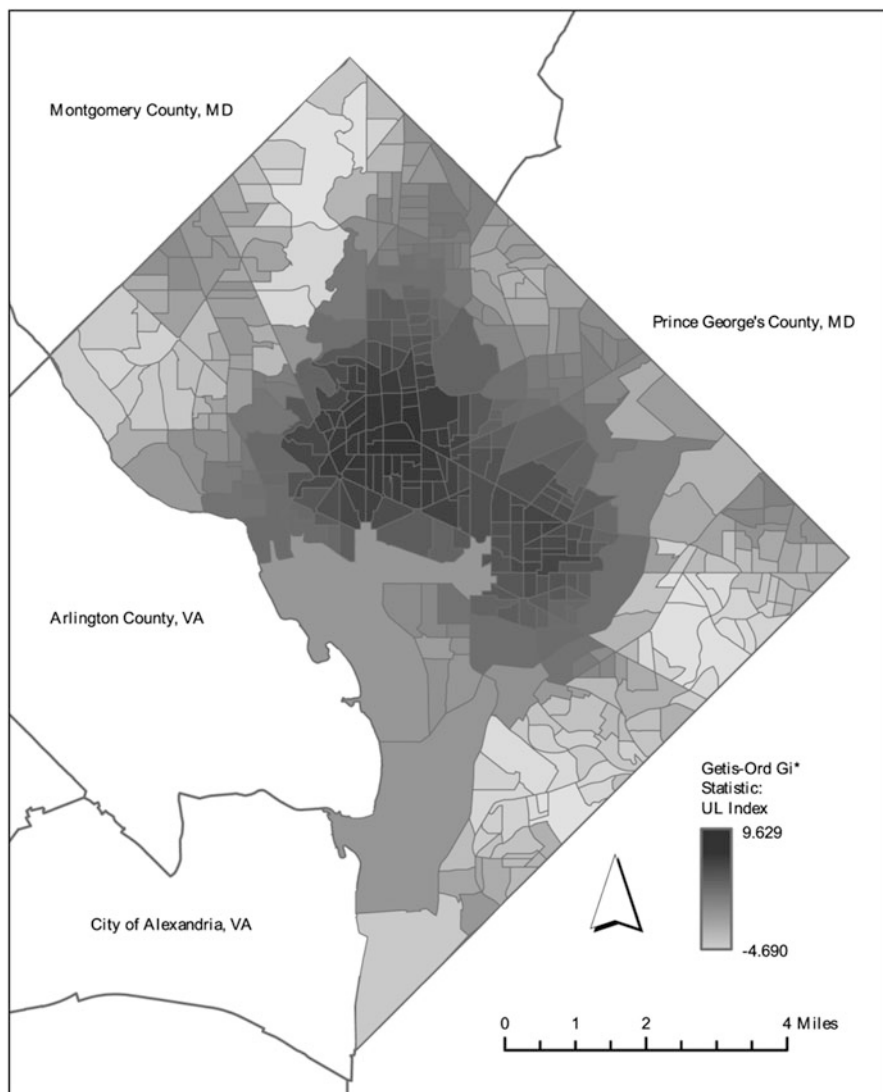 Montgomery County, MD
Prince George's County, MD
Arlington County, VA
City of Alexandria, VA
Getis-Ord Gi*
Statistic:
UL Index
9.629
-4.690
0 1 2 4 Miles